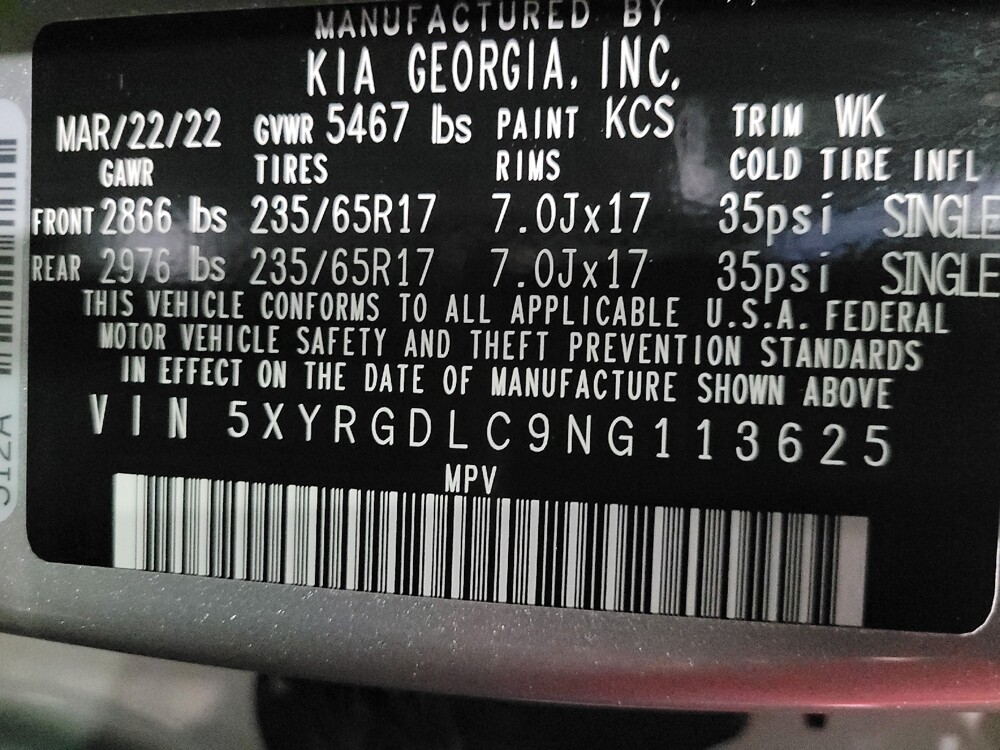 MANUFACTURED BY
KIA GEORGIA, INC.
MAR/22/22 GVWR 5467 lbs PAINT KCS TRIM WK
GAWR TIRES RIMS COLD TIRE INFL
FRONT 2866 lbs 235/65R17 7.0Jx17 35psi SINGLE
REAR 2976 lbs 235/65R17 7.0Jx17 35psi SINGLE
THIS VEHICLE CONFORMS TO ALL APPLICABLE U.S.A. FEDERAL
MOTOR VEHICLE SAFETY AND THEFT PREVENTION STANDARDS
IN EFFECT ON THE DATE OF MANUFACTURE SHOWN ABOVE
VIN 5XYRGDLC9NG113625
MPV